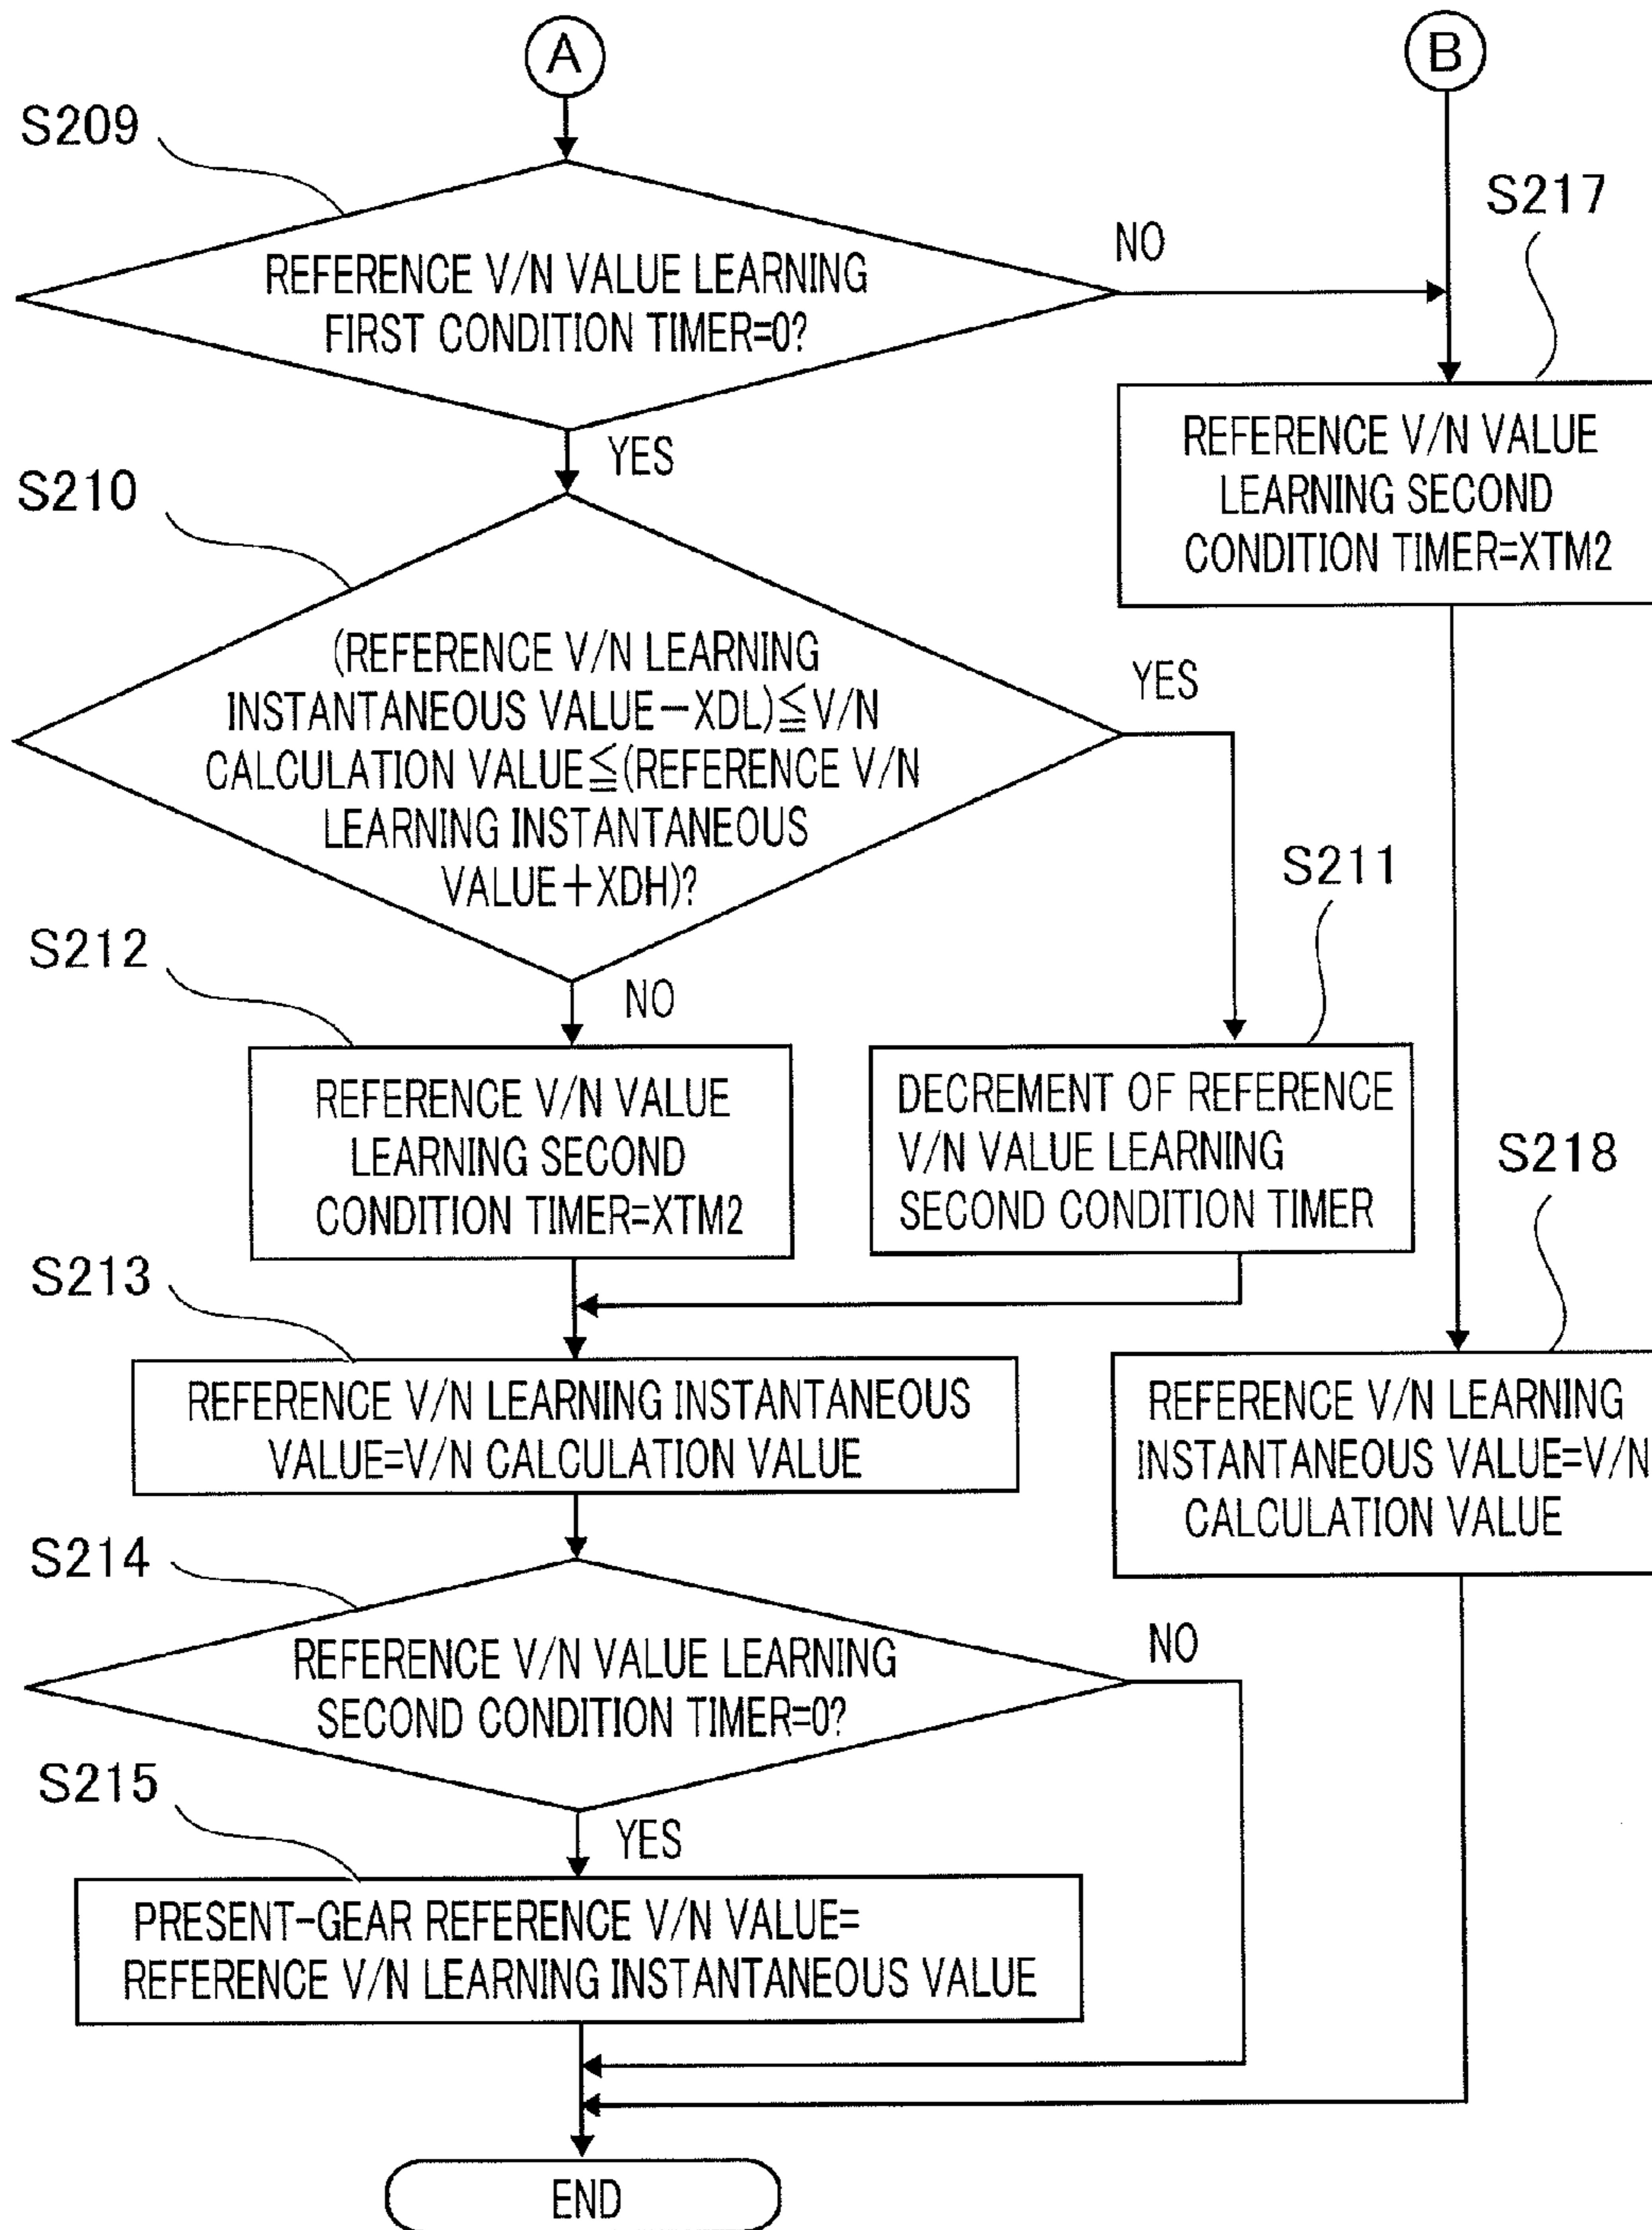 A
B
S209
S217
REFERENCE V/N VALUE LEARNING
FIRST CONDITION TIMER=0?
NO
YES
REFERENCE V/N VALUE
LEARNING SECOND
CONDITION TIMER=XTM2
S210
(REFERENCE V/N LEARNING
INSTANTANEOUS VALUE−XDL)≦V/N
CALCULATION VALUE≦(REFERENCE V/N
LEARNING INSTANTANEOUS
VALUE+XDH)?
YES
NO
S211
S212
REFERENCE V/N VALUE
LEARNING SECOND
CONDITION TIMER=XTM2
DECREMENT OF REFERENCE
V/N VALUE LEARNING
SECOND CONDITION TIMER
S218
S213
REFERENCE V/N LEARNING INSTANTANEOUS
VALUE=V/N CALCULATION VALUE
REFERENCE V/N LEARNING
INSTANTANEOUS VALUE=V/N
CALCULATION VALUE
S214
REFERENCE V/N VALUE LEARNING
SECOND CONDITION TIMER=0?
NO
YES
S215
PRESENT-GEAR REFERENCE V/N VALUE=
REFERENCE V/N LEARNING INSTANTANEOUS VALUE
END